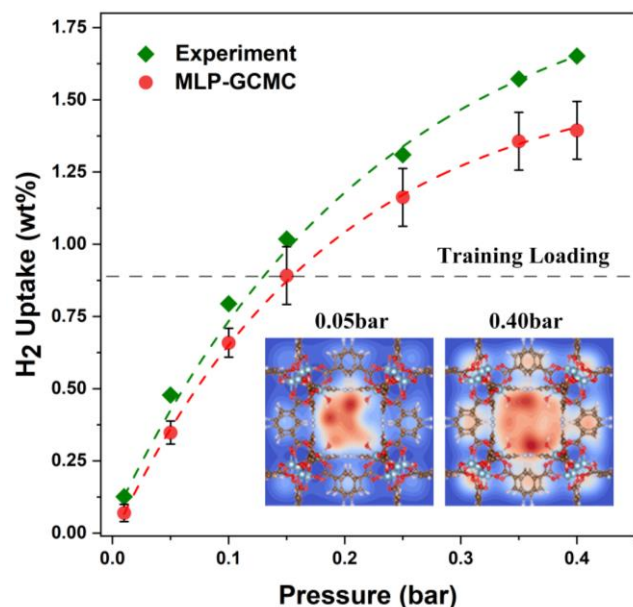 1.75
1.50
1.25
1.00
0.75
0.50
0.25
0.00
H2 Uptake (wt%)
Experiment
MLP-GCMC
Training Loading
0.05bar 0.40bar
0.0 0.1 0.2 0.3 0.4
Pressure (bar)